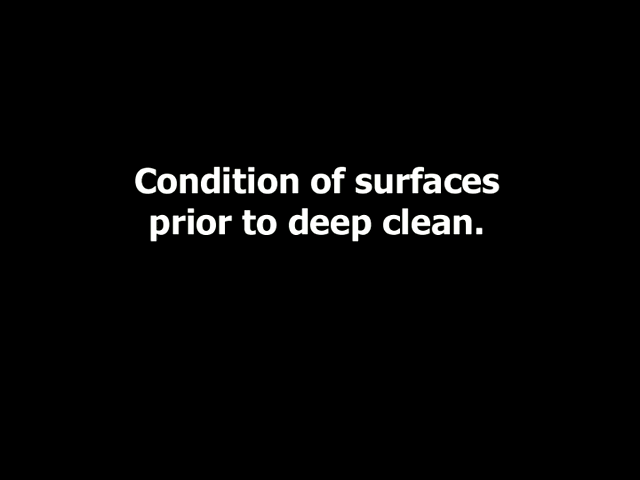 Condition of surfaces
prior to deep clean.